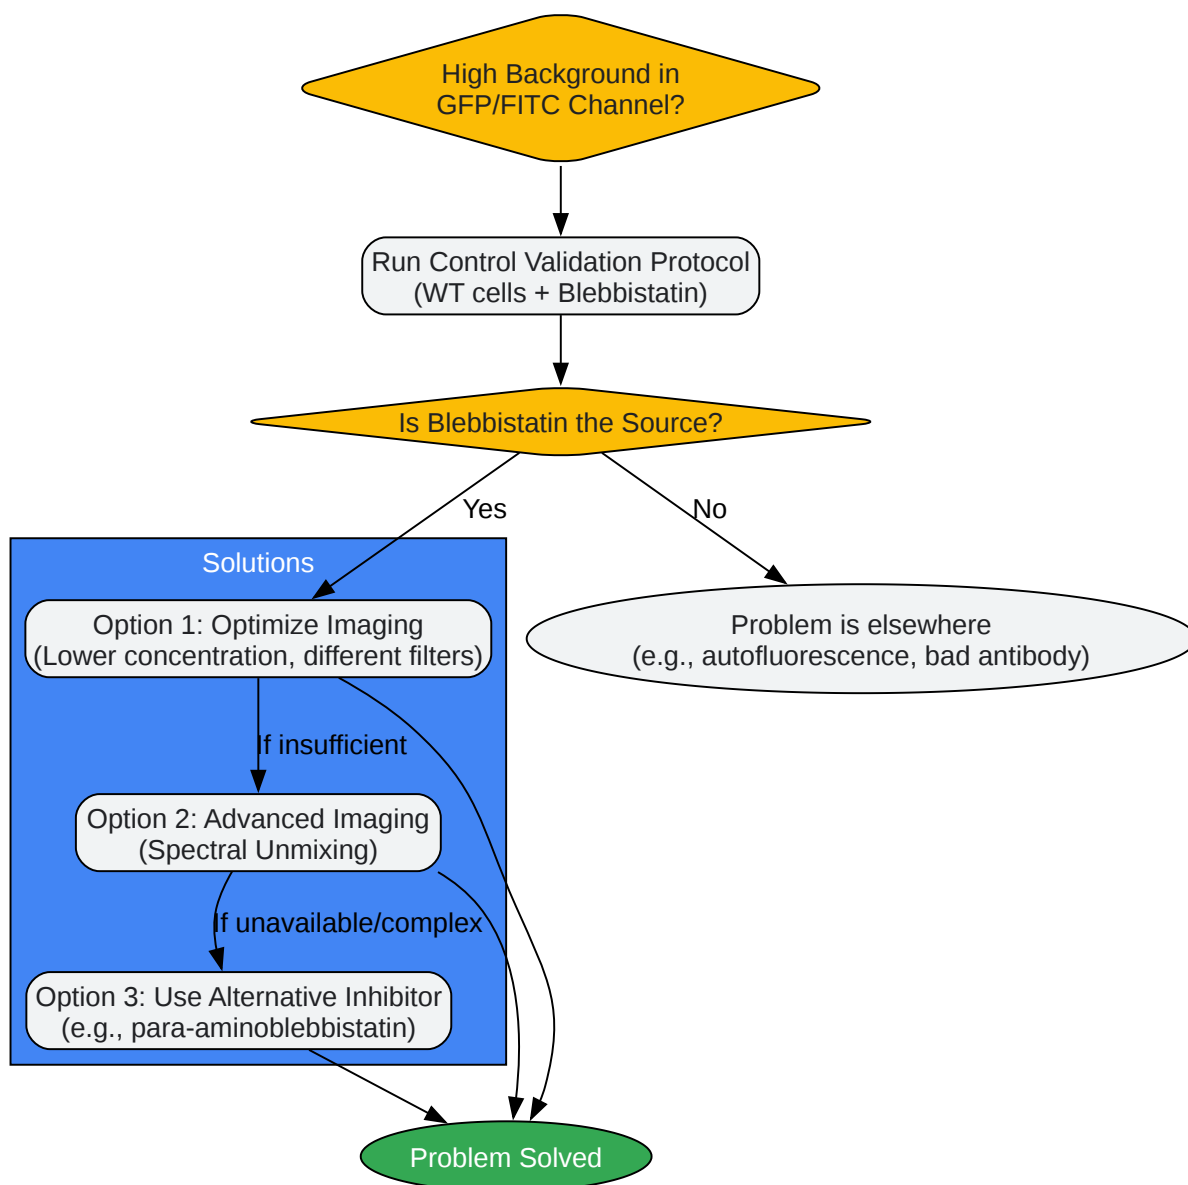 High Background in
GFP/FITC Channel?
Run Control Validation Protocol
(WT cells + Blebbistatin)
Is Blebbistatin the Source?
Yes
No
Solutions
Option 1: Optimize Imaging
(Lower concentration, different filters)
Problem is elsewhere
(e.g., autofluorescence, bad antibody)
If insufficient
Option 2: Advanced Imaging
(Spectral Unmixing)
If unavailable/complex
Option 3: Use Alternative Inhibitor
(e.g., para-aminoblebbistatin)
Problem Solved